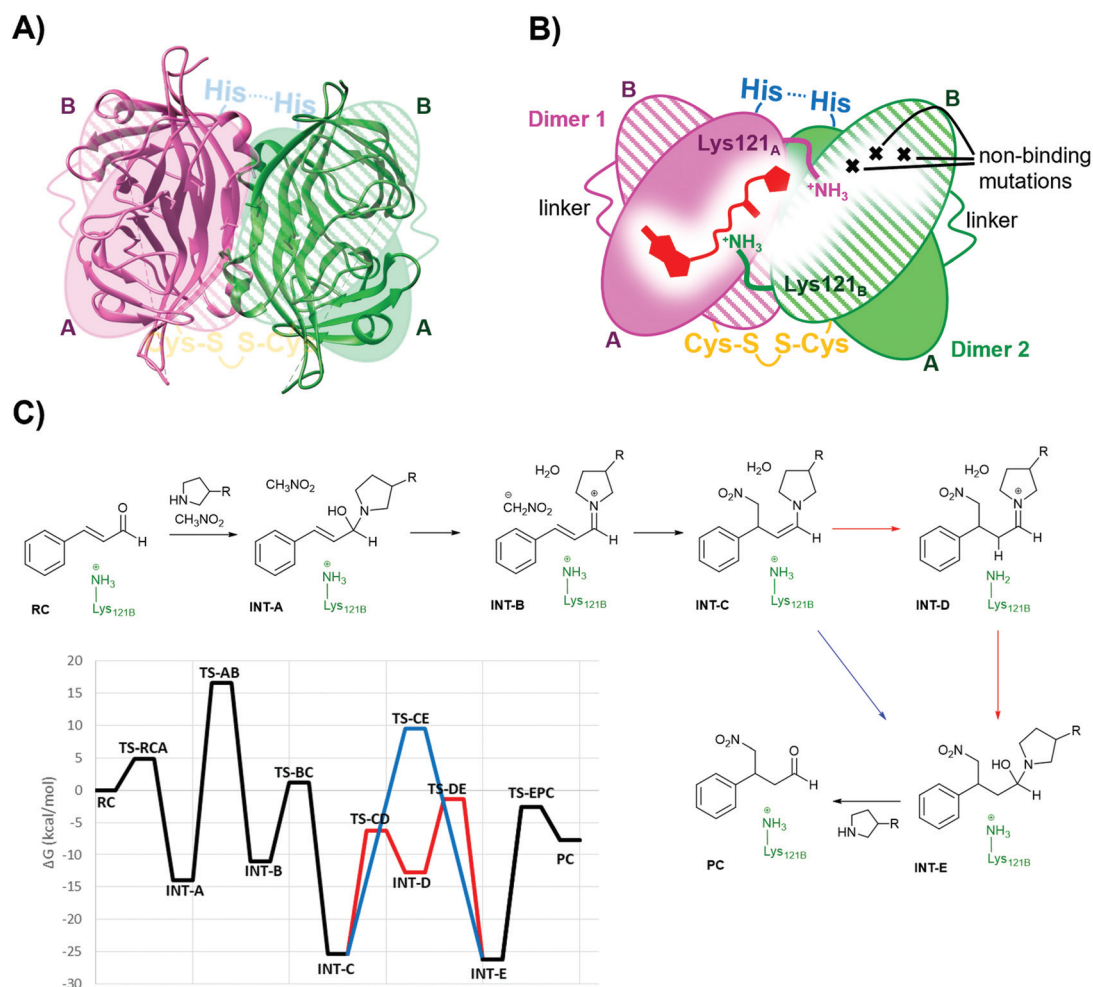 A)
B
His
His
B
A
A
Cys-S
S-Cys
B)
His
His
B
B
Dimer 1
Lys121A
+NH3
non-binding
mutations
linker
linker
+NH3
Lys121B
A
Cys-S
S-Cys
Dimer 2
A
C)
O
H
⊕
NH3
Lys121B
RC
HN
R
CH3NO2
CH3NO2
HO
N
R
H
⊕
NH3
Lys121B
INT-A
H2O
⊖
CH2NO2
R
N
⊕
H
⊕
NH3
Lys121B
INT-B
H2O
R
NO2
N
H
⊕
NH3
Lys121B
INT-C
H2O
R
NO2
N
⊕
H
H
NH2
Lys121B
INT-D
O2N
O
H
⊕
NH3
Lys121B
PC
HN
R
O2N
HO
N
R
H
⊕
NH3
Lys121B
INT-E
ΔG (kcal/mol)
20
15
10
5
0
-5
-10
-15
-20
-25
-30
RC
TS-RCA
INT-A
TS-AB
INT-B
TS-BC
INT-C
TS-CD
TS-CE
INT-D
TS-DE
INT-E
TS-EPC
PC